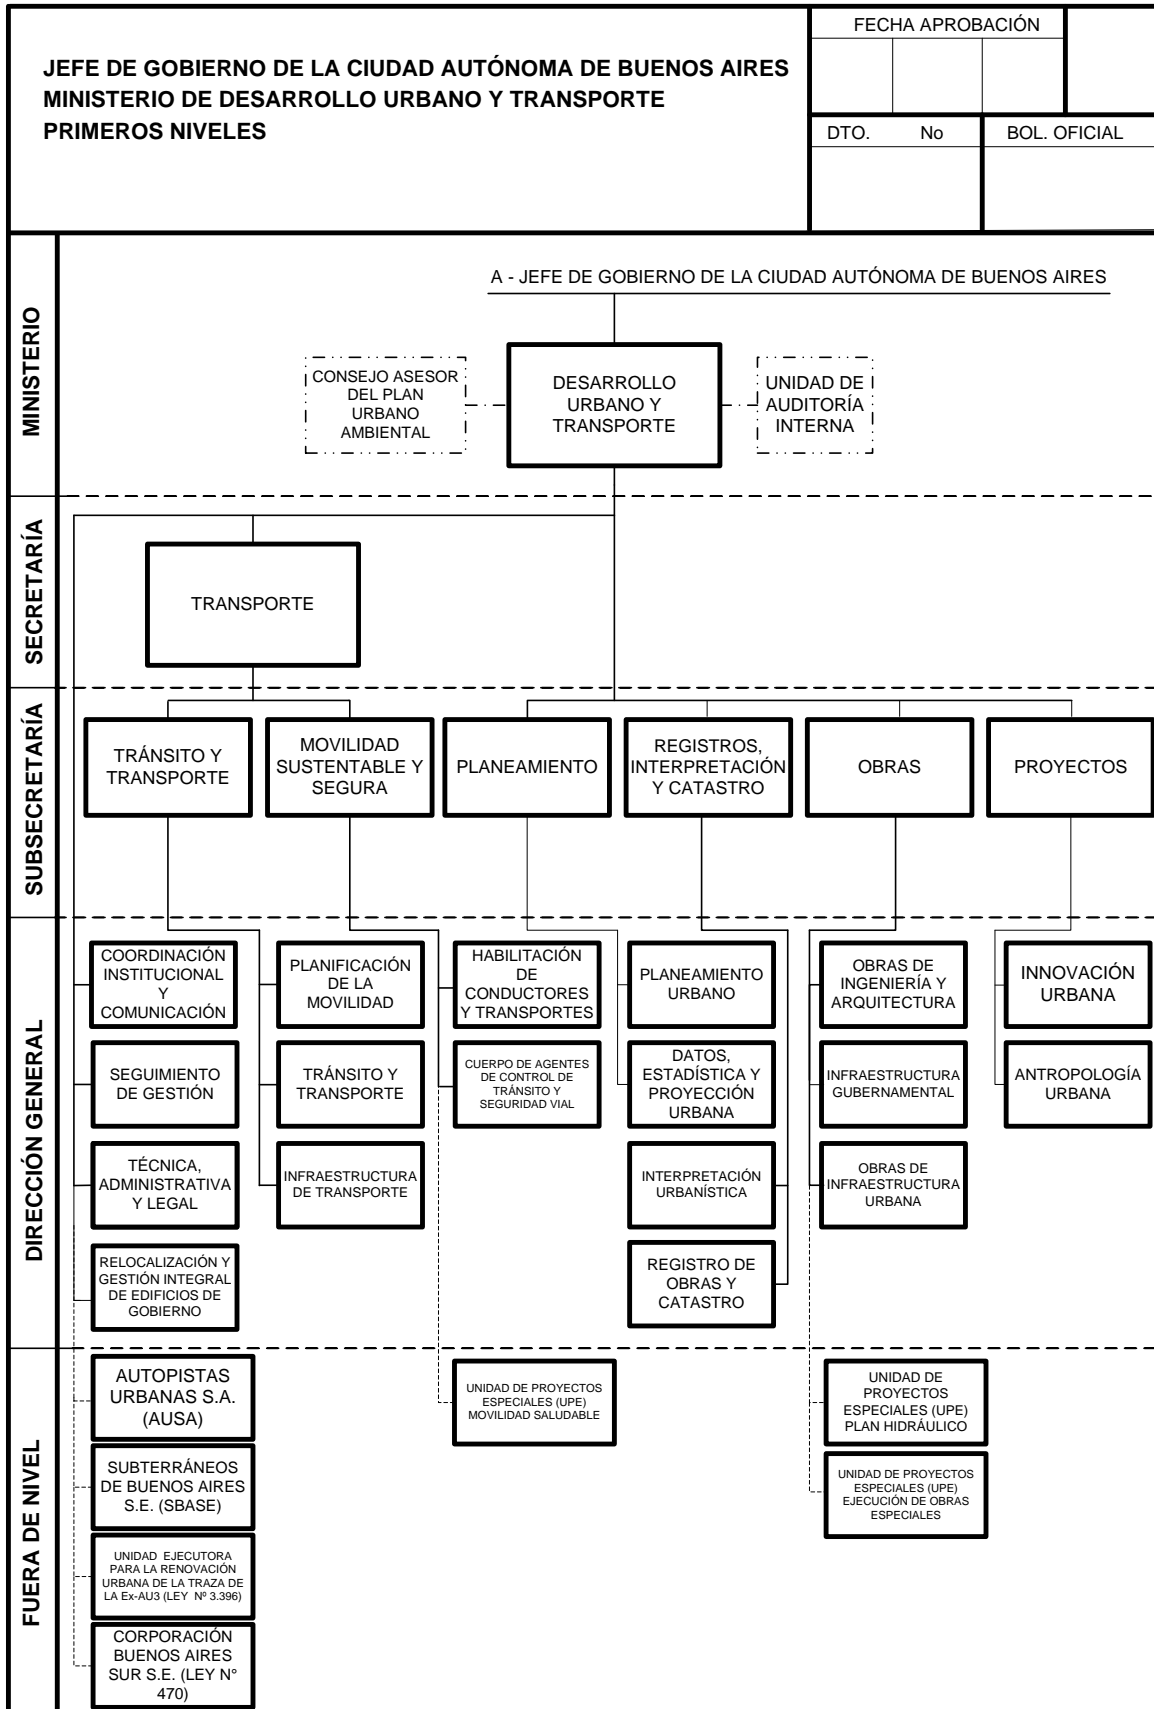 JEFE DE GOBIERNO DE LA CIUDAD AUTÓNOMA DE BUENOS AIRES
MINISTERIO DE DESARROLLO URBANO Y TRANSPORTE
PRIMEROS NIVELES
FECHA APROBACIÓN
DTO. No
BOL. OFICIAL
MINISTERIO
A - JEFE DE GOBIERNO DE LA CIUDAD AUTÓNOMA DE BUENOS AIRES
CONSEJO ASESOR
DEL PLAN
URBANO
AMBIENTAL
DESARROLLO
URBANO Y
TRANSPORTE
UNIDAD DE
AUDITORÍA
INTERNA
SECRETARÍA
TRANSPORTE
SUBSECRETARÍA
TRÁNSITO Y
TRANSPORTE
MOVILIDAD
SUSTENTABLE Y
SEGURA
PLANEAMIENTO
REGISTROS,
INTERPRETACIÓN
Y CATASTRO
OBRAS
PROYECTOS
DIRECCIÓN GENERAL
COORDINACIÓN
INSTITUCIONAL
Y
COMUNICACIÓN
PLANIFICACIÓN
DE LA
MOVILIDAD
HABILITACIÓN
DE
CONDUCTORES
Y TRANSPORTES
PLANEAMIENTO
URBANO
OBRAS DE
INGENIERÍA Y
ARQUITECTURA
INNOVACIÓN
URBANA
SEGUIMIENTO
DE GESTIÓN
TRÁNSITO Y
TRANSPORTE
CUERPO DE AGENTES
DE CONTROL DE
TRÁNSITO Y
SEGURIDAD VIAL
DATOS,
ESTADÍSTICA Y
PROYECCIÓN
URBANA
INFRAESTRUCTURA
GUBERNAMENTAL
ANTROPOLOGÍA
URBANA
TÉCNICA,
ADMINISTRATIVA
Y LEGAL
INFRAESTRUCTURA
DE TRANSPORTE
INTERPRETACIÓN
URBANÍSTICA
OBRAS DE
INFRAESTRUCTURA
URBANA
RELOCALIZACIÓN Y
GESTIÓN INTEGRAL
DE EDIFICIOS DE
GOBIERNO
REGISTRO DE
OBRAS Y
CATASTRO
FUERA DE NIVEL
AUTOPISTAS
URBANAS S.A.
(AUSA)
UNIDAD DE PROYECTOS
ESPECIALES (UPE)
MOVILIDAD SALUDABLE
UNIDAD DE
PROYECTOS
ESPECIALES (UPE)
PLAN HIDRÁULICO
SUBTERRÁNEOS
DE BUENOS AIRES
S.E. (SBASE)
UNIDAD DE PROYECTOS
ESPECIALES (UPE)
EJECUCIÓN DE OBRAS
ESPECIALES
UNIDAD EJECUTORA
PARA LA RENOVACIÓN
URBANA DE LA TRAZA DE
LA Ex-AU3 (LEY Nº 3.396)
CORPORACIÓN
BUENOS AIRES
SUR S.E. (LEY N°
470)